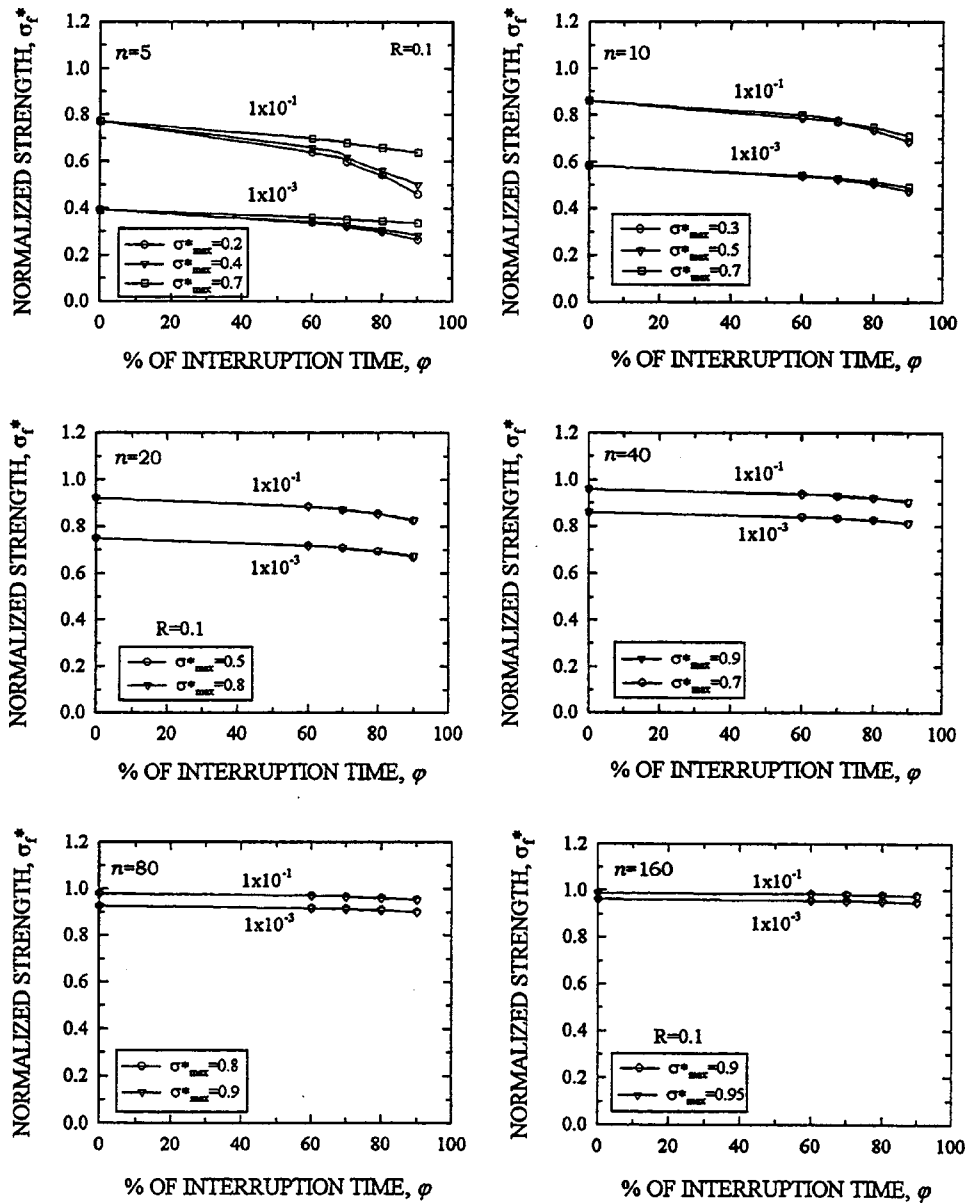 NORMALIZED STRENGTH, σf*
1.2
1.0
0.8
0.6
0.4
0.2
0.0
n=5
R=0.1
1x10⁻¹
1x10⁻³
σ*max=0.2
σ*max=0.4
σ*max=0.7
0 20 40 60 80 100
% OF INTERRUPTION TIME, φ
NORMALIZED STRENGTH, σf*
1.2
1.0
0.8
0.6
0.4
0.2
0.0
n=10
1x10⁻¹
1x10⁻³
σ*max=0.3
σ*max=0.5
σ*max=0.7
0 20 40 60 80 100
% OF INTERRUPTION TIME, φ
NORMALIZED STRENGTH, σf*
1.2
1.0
0.8
0.6
0.4
0.2
0.0
n=20
1x10⁻¹
1x10⁻³
R=0.1
σ*max=0.5
σ*max=0.8
0 20 40 60 80 100
% OF INTERRUPTION TIME, φ
NORMALIZED STRENGTH, σf*
1.2
1.0
0.8
0.6
0.4
0.2
0.0
n=40
1x10⁻¹
1x10⁻³
σ*max=0.9
σ*max=0.7
0 20 40 60 80 100
% OF INTERRUPTION TIME, φ
NORMALIZED STRENGTH, σf*
1.2
1.0
0.8
0.6
0.4
0.2
0.0
n=80
1x10⁻¹
1x10⁻³
σ*max=0.8
σ*max=0.9
0 20 40 60 80 100
% OF INTERRUPTION TIME, φ
NORMALIZED STRENGTH, σf*
1.2
1.0
0.8
0.6
0.4
0.2
0.0
n=160
1x10⁻¹
1x10⁻³
R=0.1
σ*max=0.9
σ*max=0.95
0 20 40 60 80 100
% OF INTERRUPTION TIME, φ